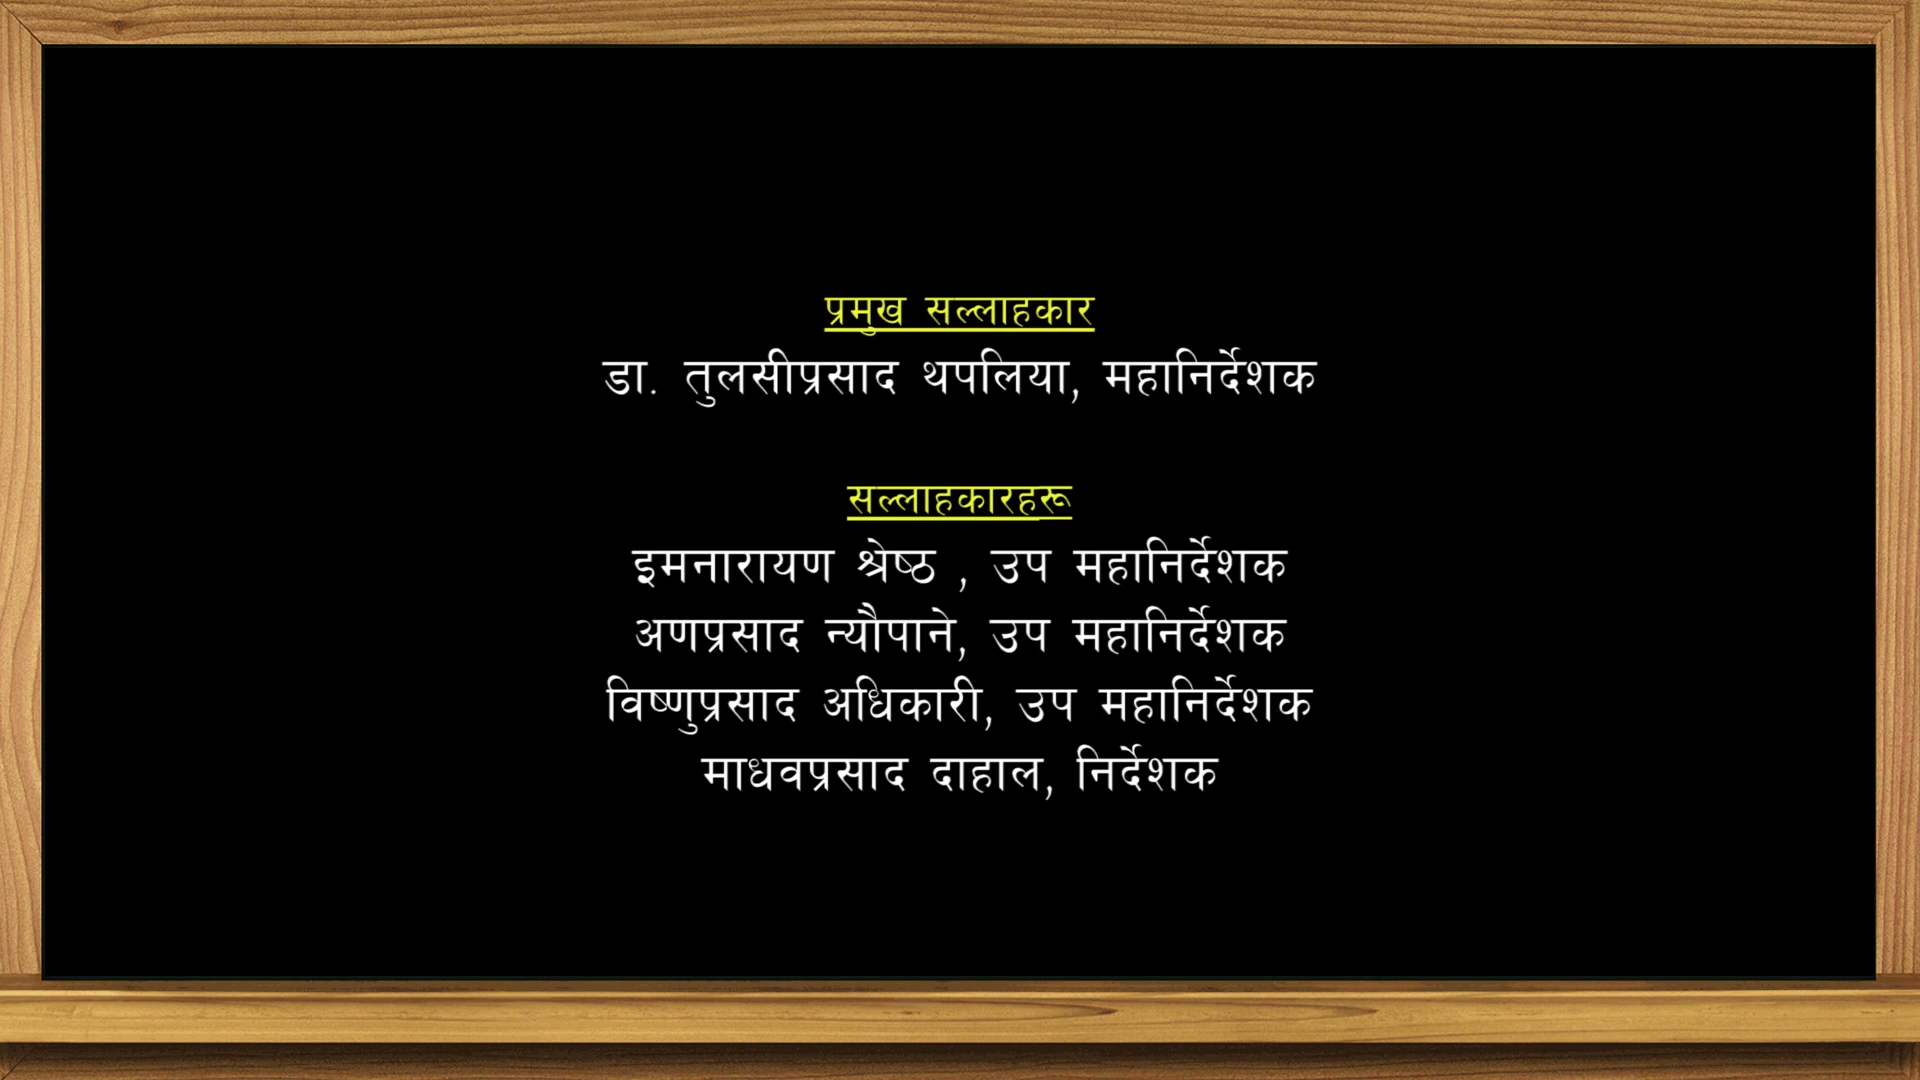 प्रमुख सल्लाहकार
डा. तुलसीप्रसाद थपलिया, महानिर्देशक
सल्लाहकारहरू
इमनारायण श्रेष्ठ , उप महानिर्देशक
अणप्रसाद न्यौपाने, उप महानिर्देशक
विष्णुप्रसाद अधिकारी, उप महानिर्देशक
माधवप्रसाद दाहाल, निर्देशक